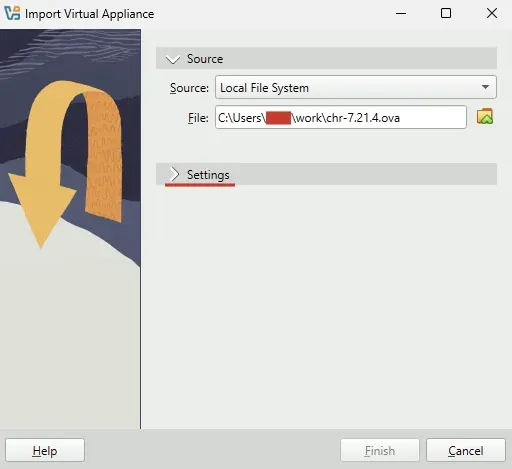 Import Virtual Appliance
Source
Source: Local File System
File: C:\Users\ \work\chr-7.21.4.ova
Settings
Help Finish Cancel